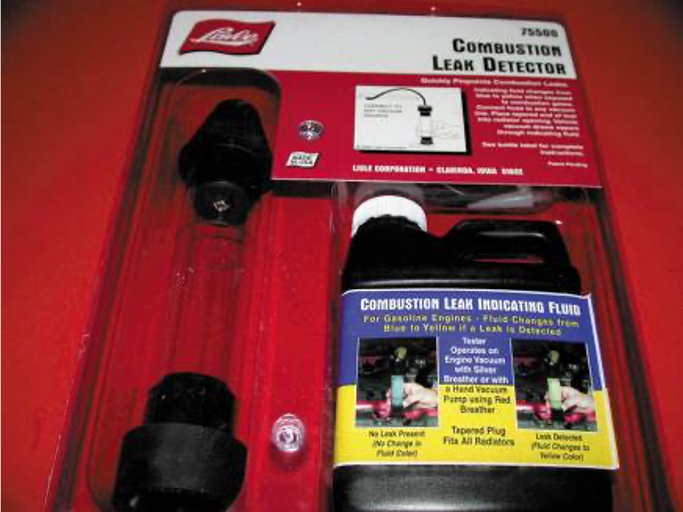 Lisle
75500
COMBUSTION
LEAK DETECTOR
Quickly Pinpoints Combustion Leaks.
Indicating fluid changes from
blue to yellow when exposed
to combustion gases.
Connect hose to any vacuum
line. Place tapered end of tool
into radiator opening. Vehicle
vacuum draws vapors
through indicating fluid.
See bottle label for complete
instructions.
Patent Pending
CONNECT TO
ANY VACUUM
SOURCE
MADE
IN USA
LISLE CORPORATION • CLARINDA, IOWA 51632
COMBUSTION LEAK INDICATING FLUID
For Gasoline Engines - Fluid Changes from
Blue to Yellow if a Leak is Detected
Tester
Operates on
Engine Vacuum
with Silver
Breather or with
a Hand Vacuum
Pump using Red
Breather
Tapered Plug
Fits All Radiators
No Leak Present
(No Change in
Fluid Color)
Leak Detected
(Fluid Changes to
Yellow Color)